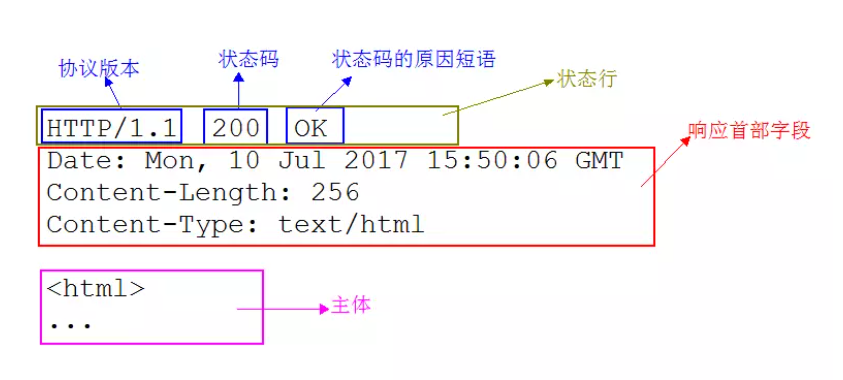 协议版本 状态码 状态码的原因短语
状态行
HTTP/1.1 200 OK
响应首部字段
Date: Mon, 10 Jul 2017 15:50:06 GMT
Content-Length: 256
Content-Type: text/html
<html>
主体
...